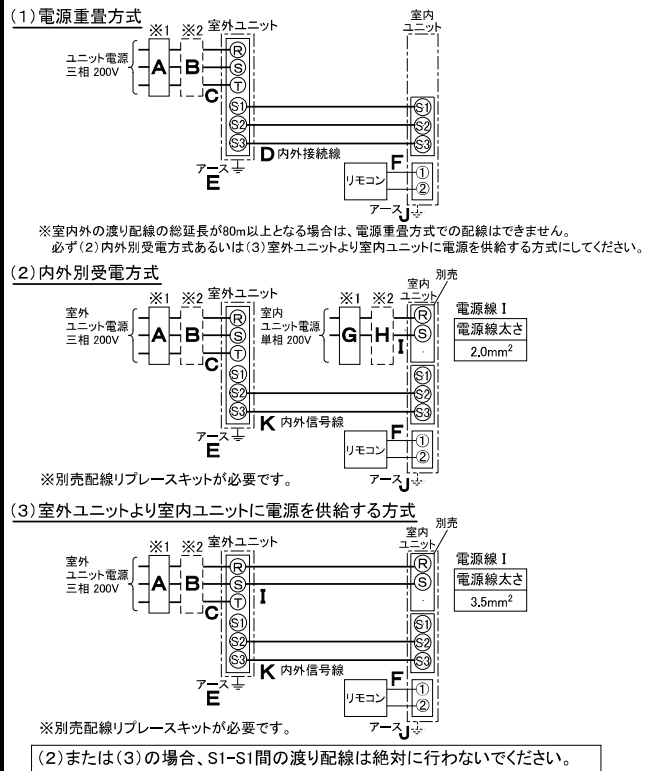 (1)電源重畳方式
※1 ※2 室外ユニット
室内
ユニット
ユニット電源
三相 200V
A
B
C
R
S
T
S1
S2
S3
S1
S2
S3
D 内外接続線
アース
E
リモコン
F
①
②
アース
J
※室内外の渡り配線の総延長が80m以上となる場合は、電源重畳方式での配線はできません。
必ず(2)内外別受電方式あるいは(3)室外ユニットより室内ユニットに電源を供給する方式にしてください。
(2)内外別受電方式
※1 ※2 室外ユニット
※1 ※2
室内
ユニット
別売
室外
ユニット電源
三相 200V
A
B
C
R
S
T
S1
S2
S3
室内
ユニット電源
単相 200V
G
H
I
R
S
S1
S2
S3
電源線 I
電源線太さ
2.0mm²
K 内外信号線
アース
E
リモコン
F
①
②
アース
J
※別売配線リプレースキットが必要です。
(3)室外ユニットより室内ユニットに電源を供給する方式
※1 ※2 室外ユニット
室内
ユニット
別売
室外
ユニット電源
三相 200V
A
B
C
R
S
T
S1
S2
S3
I
R
S
S1
S2
S3
電源線 I
電源線太さ
3.5mm²
K 内外信号線
アース
E
リモコン
F
①
②
アース
J
※別売配線リプレースキットが必要です。
(2)または(3)の場合、S1-S1間の渡り配線は絶対に行わないでください。